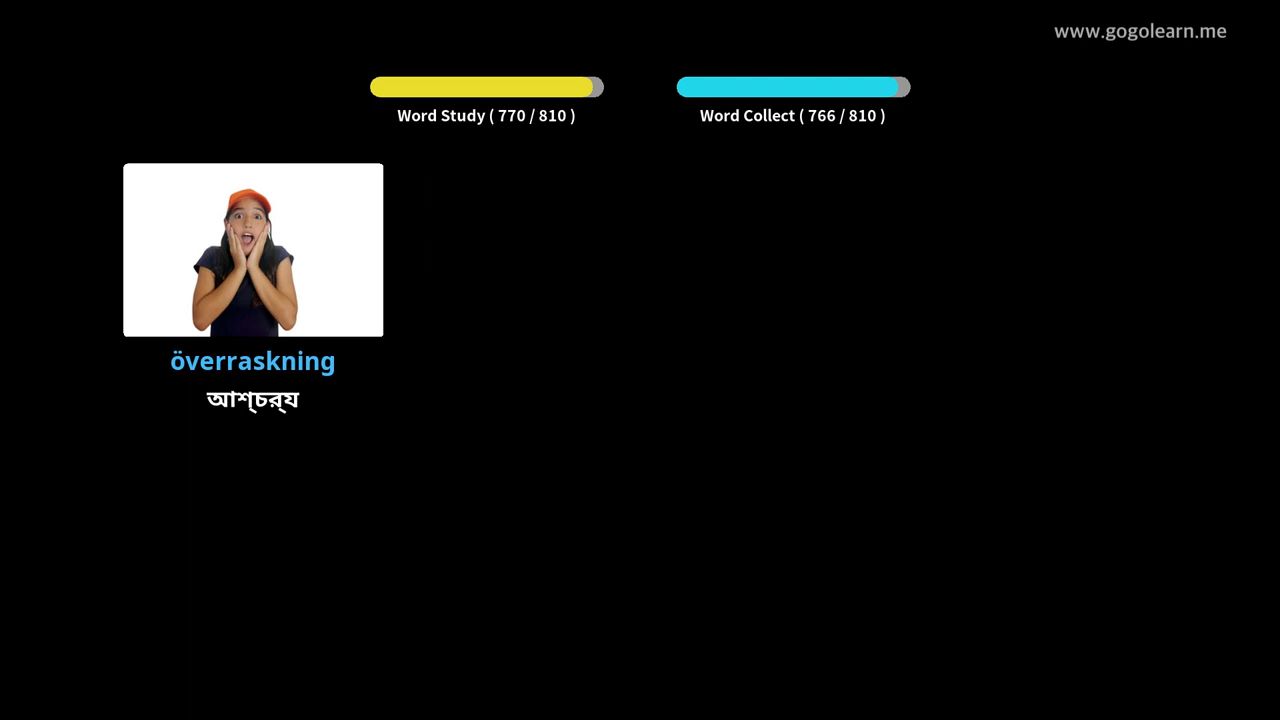 www.gogolearn.me
Word Study ( 770 / 810 )
Word Collect ( 766 / 810 )
överraskning
আশ্চর্য